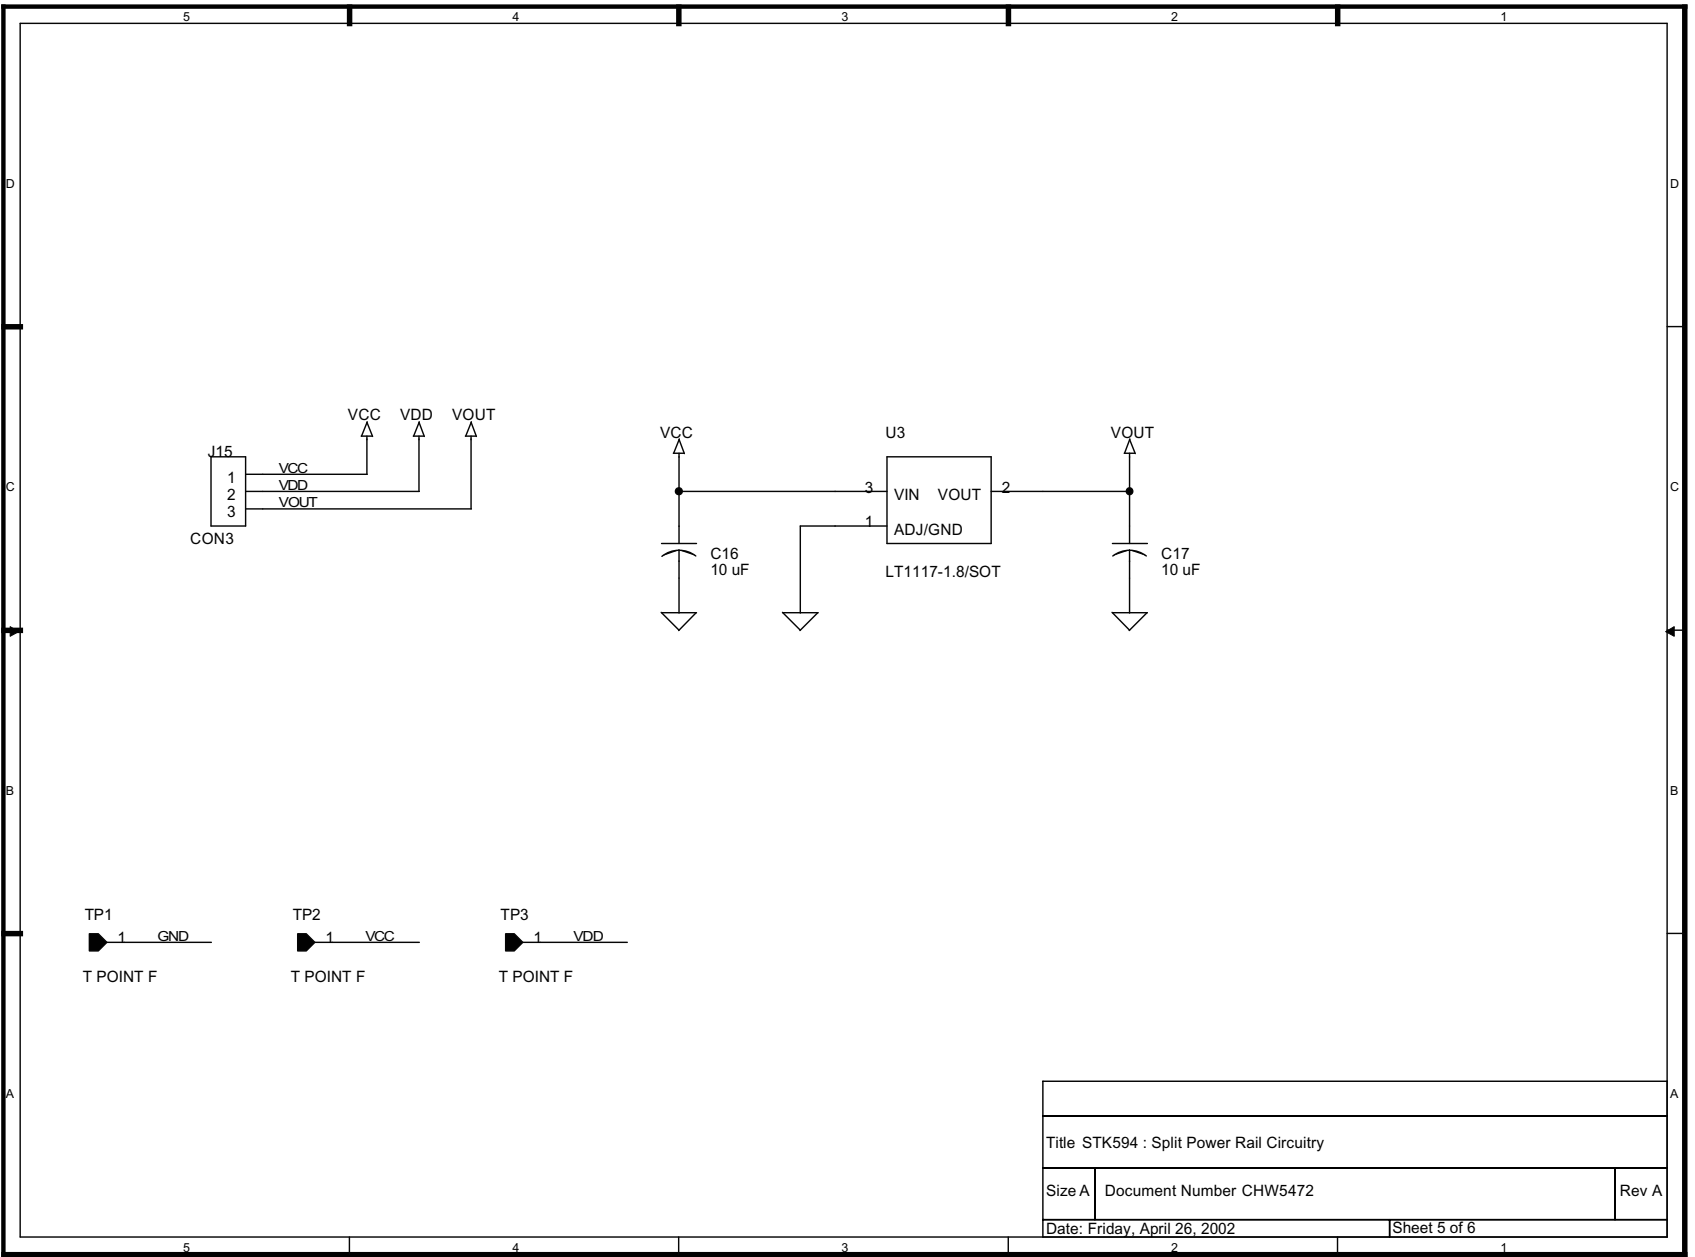 5 4 3 2 1
D D
VCC VDD VOUT
J15
1 VCC
2 VDD
3 VOUT
CON3
VCC U3 VOUT
3 VIN VOUT 2
1 ADJ/GND
C16
10 uF
LT1117-1.8/SOT
C17
10 uF
C C
B B
TP1 TP2 TP3
1 GND 1 VCC 1 VDD
T POINT F T POINT F T POINT F
A A
Title STK594 : Split Power Rail Circuitry
Size A Document Number CHW5472 Rev A
Date: Friday, April 26, 2002 Sheet 5 of 6
5 4 3 2 1